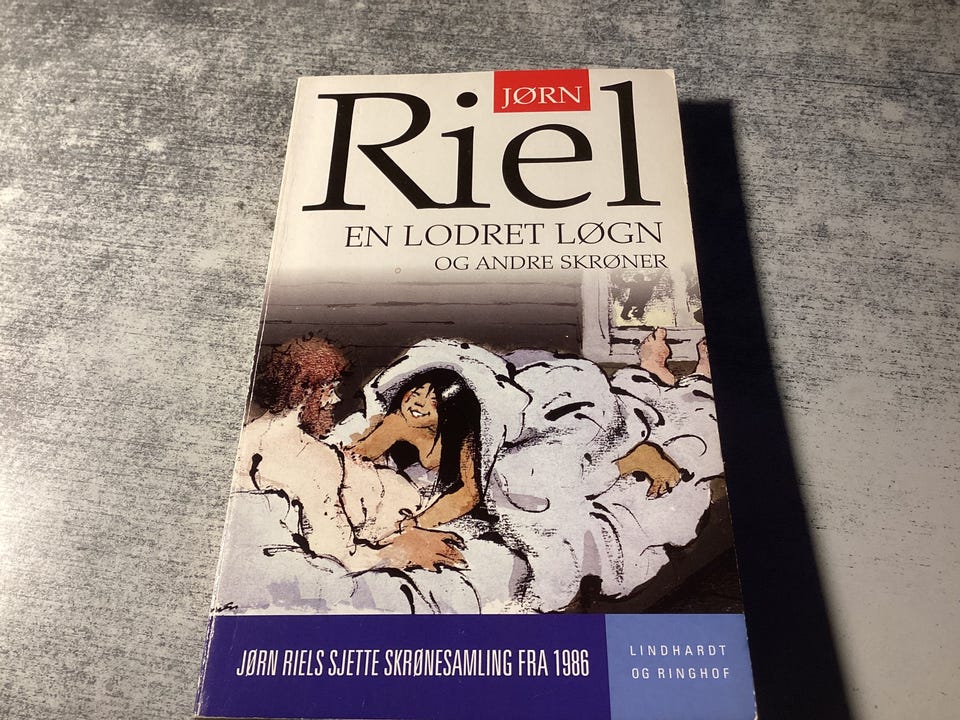 JØRN
Riel
EN LODRET LØGN
OG ANDRE SKRØNER
JØRN RIELS SJETTE SKRØNESAMLING FRA 1986
LINDHARDT
OG RINGHOF